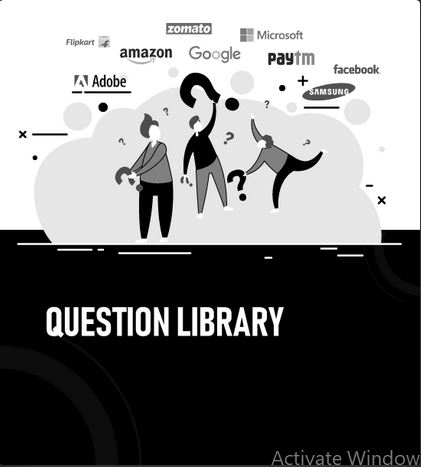 zomato
Flipkart
Microsoft
amazon
Google
paytm
facebook
Adobe
SAMSUNG
QUESTION LIBRARY
Activate Window